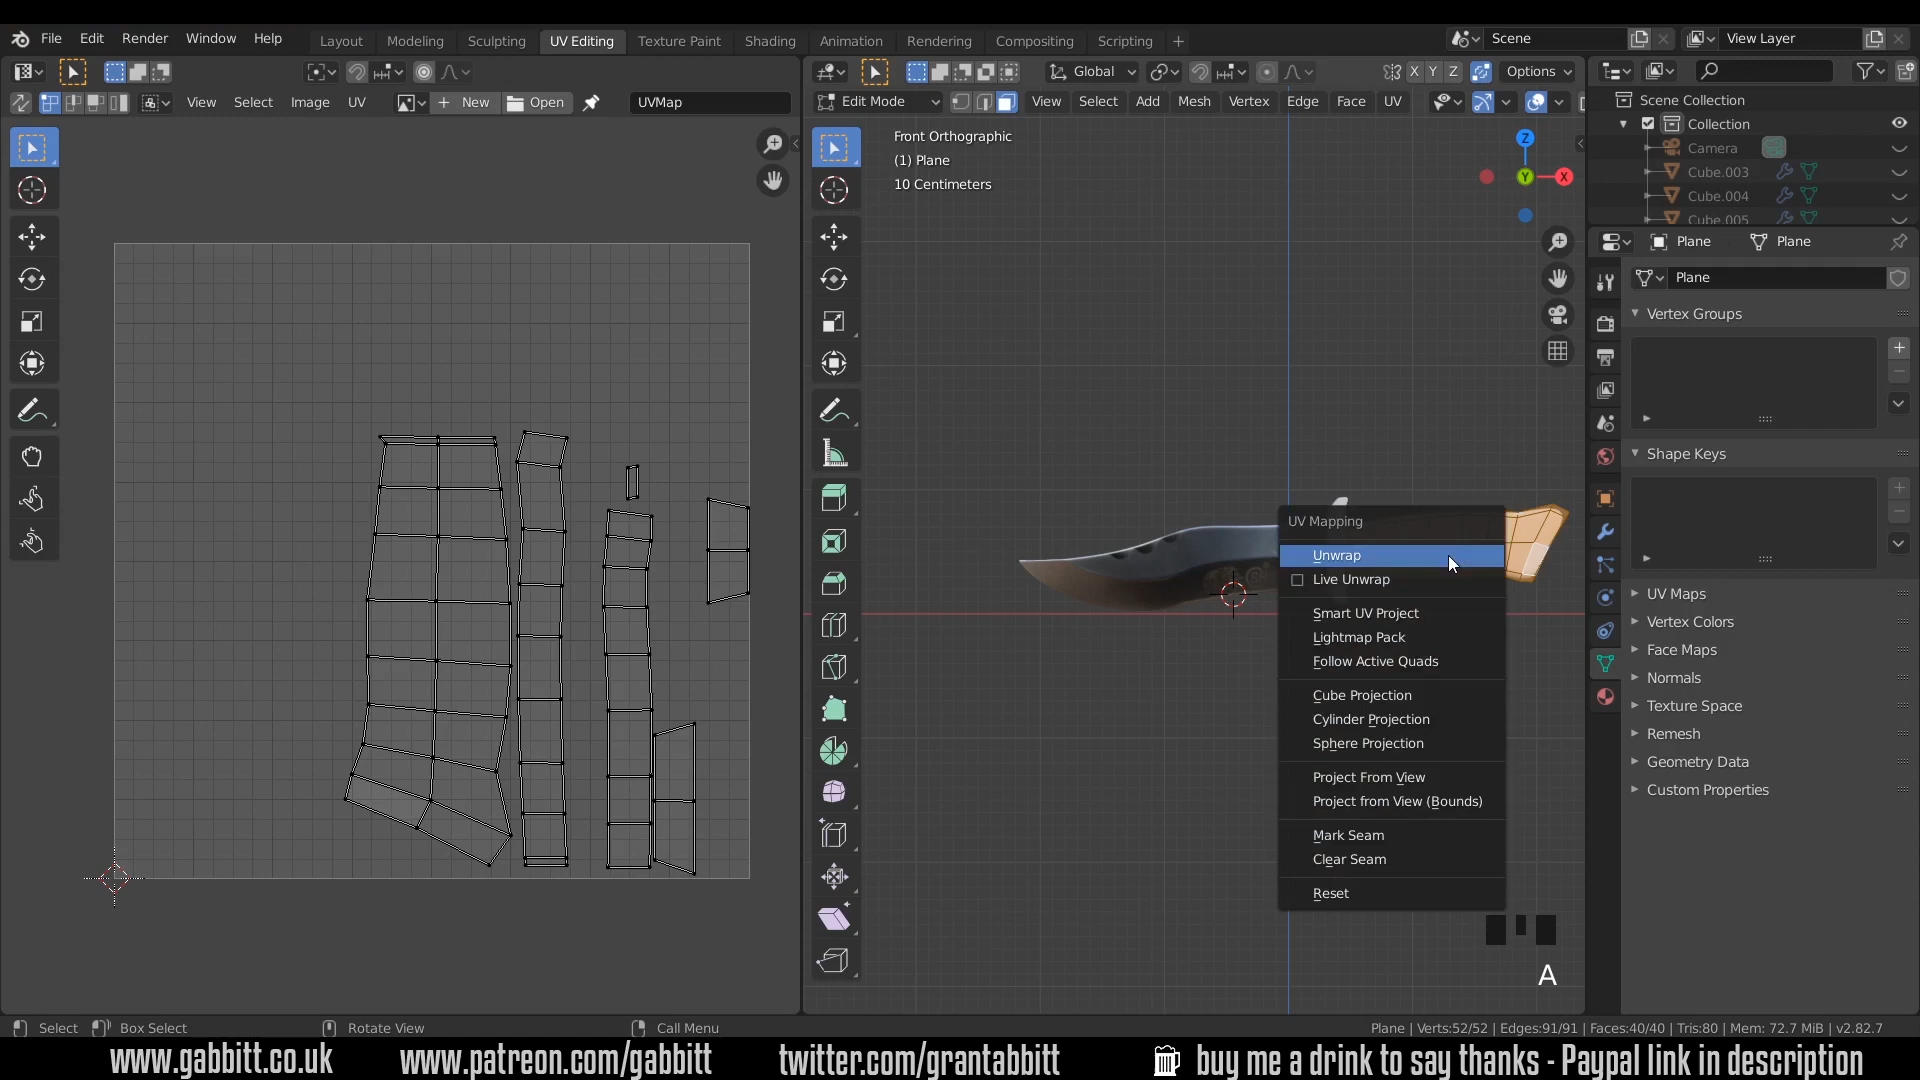 File Edit Render Window Help Layout Modeling Sculpting UV Editing Texture Paint Shading Animation Rendering Compositing Scripting + Scene View Layer
Global X Y Z Options
View Select Image UV + New Open UVMap Edit Mode View Select Add Mesh Vertex Edge Face UV
Scene Collection
Collection
Camera
Cube.003
Cube.004
Cube.005
Front Orthographic
(1) Plane
10 Centimeters
Z
Y
X
Plane Plane
Plane
Vertex Groups
Shape Keys
UV Maps
Vertex Colors
Face Maps
Normals
Texture Space
Remesh
Geometry Data
Custom Properties
UV Mapping
Unwrap
Live Unwrap
Smart UV Project
Lightmap Pack
Follow Active Quads
Cube Projection
Cylinder Projection
Sphere Projection
Project From View
Project from View (Bounds)
Mark Seam
Clear Seam
Reset
A
Select Box Select Rotate View Call Menu Plane | Verts:52/52 | Edges:91/91 | Faces:40/40 | Tris:80 | Mem: 72.7 MiB | v2.82.7
www.gabbitt.co.uk www.patreon.com/gabbitt twitter.com/grantabbitt buy me a drink to say thanks - Paypal link in description